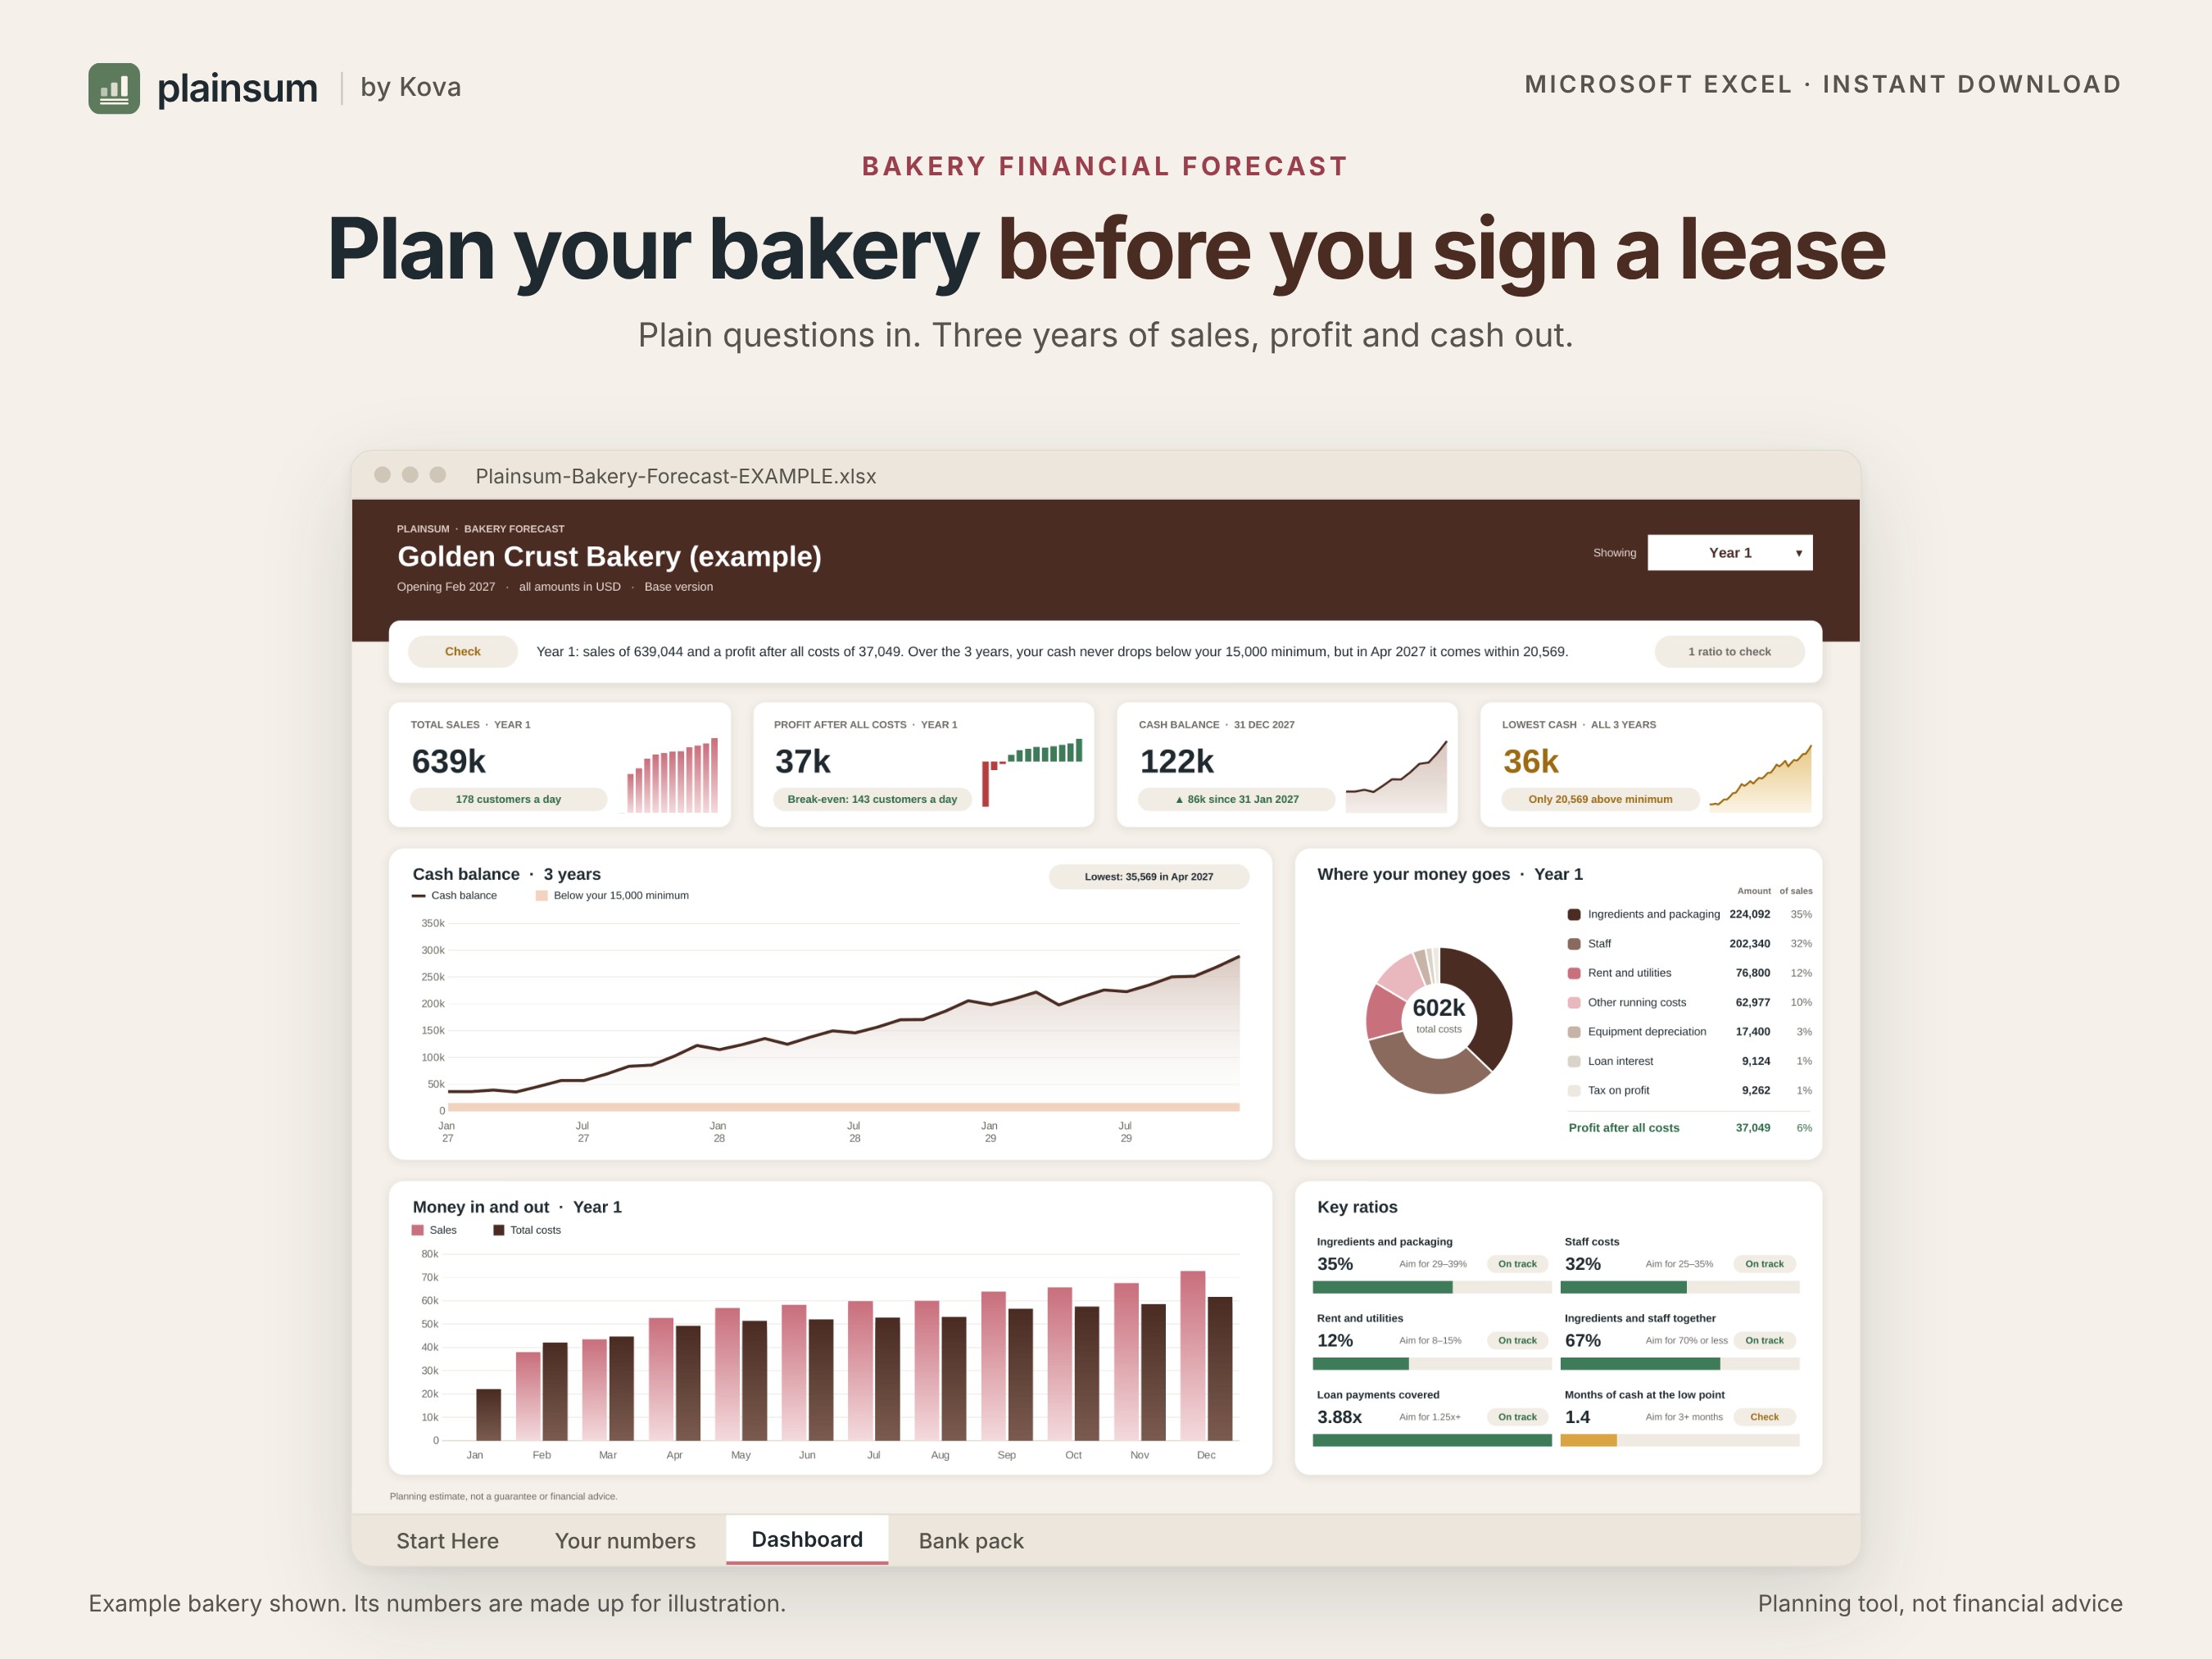 plainsum | by Kova
MICROSOFT EXCEL · INSTANT DOWNLOAD
BAKERY FINANCIAL FORECAST
Plan your bakery before you sign a lease
Plain questions in. Three years of sales, profit and cash out.
Plainsum-Bakery-Forecast-EXAMPLE.xlsx
PLAINSUM · BAKERY FORECAST
Golden Crust Bakery (example)
Opening Feb 2027 · all amounts in USD · Base version
Showing Year 1 ▾
Check
Year 1: sales of 639,044 and a profit after all costs of 37,049. Over the 3 years, your cash never drops below your 15,000 minimum, but in Apr 2027 it comes within 20,569.
1 ratio to check
TOTAL SALES · YEAR 1
639k
178 customers a day
PROFIT AFTER ALL COSTS · YEAR 1
37k
Break-even: 143 customers a day
CASH BALANCE · 31 DEC 2027
122k
▲ 86k since 31 Jan 2027
LOWEST CASH · ALL 3 YEARS
36k
Only 20,569 above minimum
Cash balance · 3 years
Lowest: 35,569 in Apr 2027
Cash balance
Below your 15,000 minimum
350k
300k
250k
200k
150k
100k
50k
0
Jan 27
Jul 27
Jan 28
Jul 28
Jan 29
Jul 29
Where your money goes · Year 1
Amount of sales
602k
total costs
Ingredients and packaging 224,092 35%
Staff 202,340 32%
Rent and utilities 76,800 12%
Other running costs 62,977 10%
Equipment depreciation 17,400 3%
Loan interest 9,124 1%
Tax on profit 9,262 1%
Profit after all costs 37,049 6%
Money in and out · Year 1
Sales
Total costs
80k
70k
60k
50k
40k
30k
20k
10k
0
Jan Feb Mar Apr May Jun Jul Aug Sep Oct Nov Dec
Key ratios
Ingredients and packaging
35% Aim for 29–39% On track
Staff costs
32% Aim for 25–35% On track
Rent and utilities
12% Aim for 8–15% On track
Ingredients and staff together
67% Aim for 70% or less On track
Loan payments covered
3.88x Aim for 1.25x+ On track
Months of cash at the low point
1.4 Aim for 3+ months Check
Planning estimate, not a guarantee or financial advice.
Start Here Your numbers Dashboard Bank pack
Example bakery shown. Its numbers are made up for illustration.
Planning tool, not financial advice